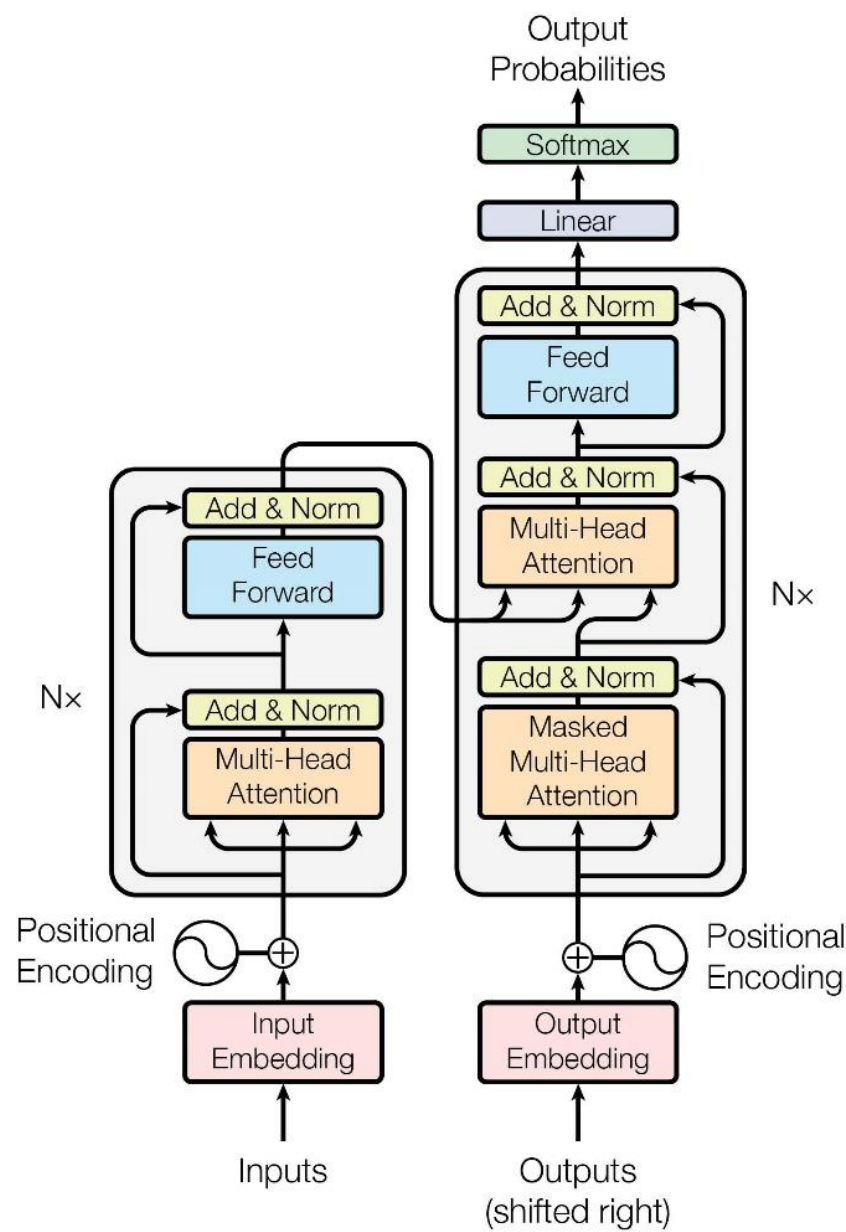 Output
Probabilities
Softmax
Linear
Add & Norm
Feed
Forward
Add & Norm
Multi-Head
Attention
Nx
Add & Norm
Masked
Multi-Head
Attention
Add & Norm
Feed
Forward
Nx
Add & Norm
Multi-Head
Attention
Positional
Encoding
Positional
Encoding
Input
Embedding
Output
Embedding
Inputs
Outputs
(shifted right)